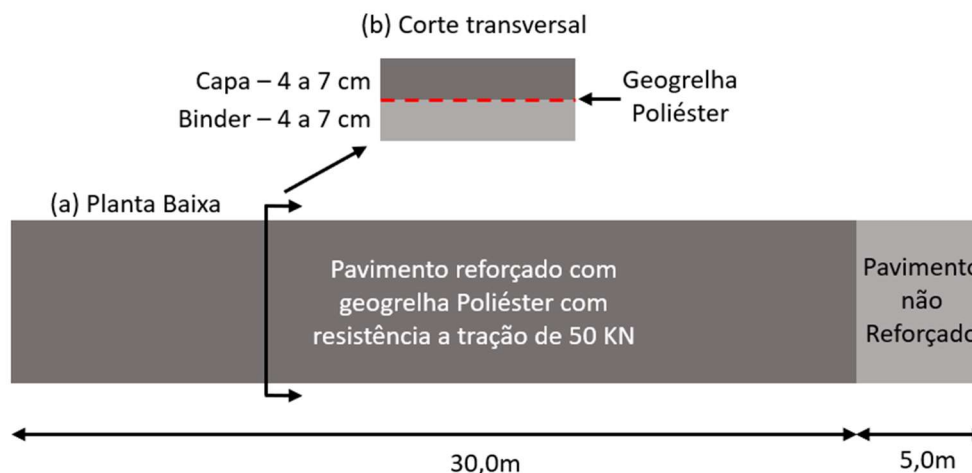 (b) Corte transversal
Capa – 4 a 7 cm
Binder – 4 a 7 cm
Geogrelha
Poliéster
(a) Planta Baixa
Pavimento reforçado com
geogrelha Poliéster com
resistência a tração de 50 KN
Pavimento
não
Reforçado
30,0m
5,0m